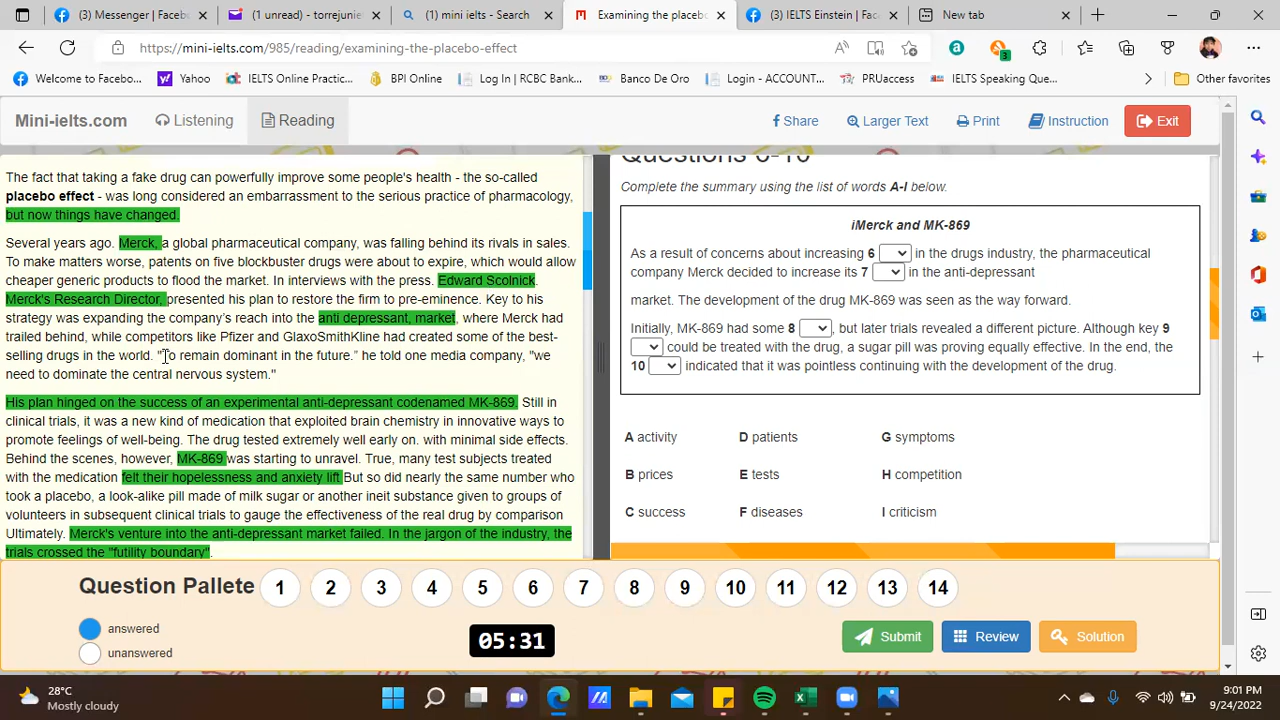 (3) Messenger | Faceb
(1 unread) - torrejunie
(1) mini ielts - Search
Examining the placebo
(3) IELTS Einstein | Fac
New tab
https://mini-ielts.com/985/reading/examining-the-placebo-effect
Welcome to Facebo...
Yahoo
IELTS Online Practic...
BPI Online
Log In | RCBC Bank...
Banco De Oro
Login - ACCOUNT...
PRUaccess
IELTS Speaking Que...
Other favorites
Mini-ielts.com
Listening
Reading
Share
Larger Text
Print
Instruction
Exit
The fact that taking a fake drug can powerfully improve some people's health - the so-called
placebo effect - was long considered an embarrassment to the serious practice of pharmacology,
but now things have changed.
Several years ago. Merck, a global pharmaceutical company, was falling behind its rivals in sales.
To make matters worse, patents on five blockbuster drugs were about to expire, which would allow
cheaper generic products to flood the market. In interviews with the press. Edward Scolnick.
Merck's Research Director, presented his plan to restore the firm to pre-eminence. Key to his
strategy was expanding the company's reach into the anti depressant, market, where Merck had
trailed behind, while competitors like Pfizer and GlaxoSmithKline had created some of the best-
selling drugs in the world. "To remain dominant in the future." he told one media company, "we
need to dominate the central nervous system."
His plan hinged on the success of an experimental anti-depressant codenamed MK-869. Still in
clinical trials, it was a new kind of medication that exploited brain chemistry in innovative ways to
promote feelings of well-being. The drug tested extremely well early on. with minimal side effects.
Behind the scenes, however, MK-869 was starting to unravel. True, many test subjects treated
with the medication felt their hopelessness and anxiety lift But so did nearly the same number who
took a placebo, a look-alike pill made of milk sugar or another ineit substance given to groups of
volunteers in subsequent clinical trials to gauge the effectiveness of the real drug by comparison
Ultimately. Merck's venture into the anti-depressant market failed. In the jargon of the industry, the
trials crossed the "futility boundary".
Questions 6-10
Complete the summary using the list of words A-I below.
iMerck and MK-869
As a result of concerns about increasing 6 in the drugs industry, the pharmaceutical
company Merck decided to increase its 7 in the anti-depressant
market. The development of the drug MK-869 was seen as the way forward.
Initially, MK-869 had some 8 , but later trials revealed a different picture. Although key 9
could be treated with the drug, a sugar pill was proving equally effective. In the end, the
10 indicated that it was pointless continuing with the development of the drug.
A activity D patients G symptoms
B prices E tests H competition
C success F diseases I criticism
Question Pallete 1 2 3 4 5 6 7 8 9 10 11 12 13 14
answered
unanswered
05:31
Submit
Review
Solution
28°C
Mostly cloudy
9:01 PM
9/24/2022